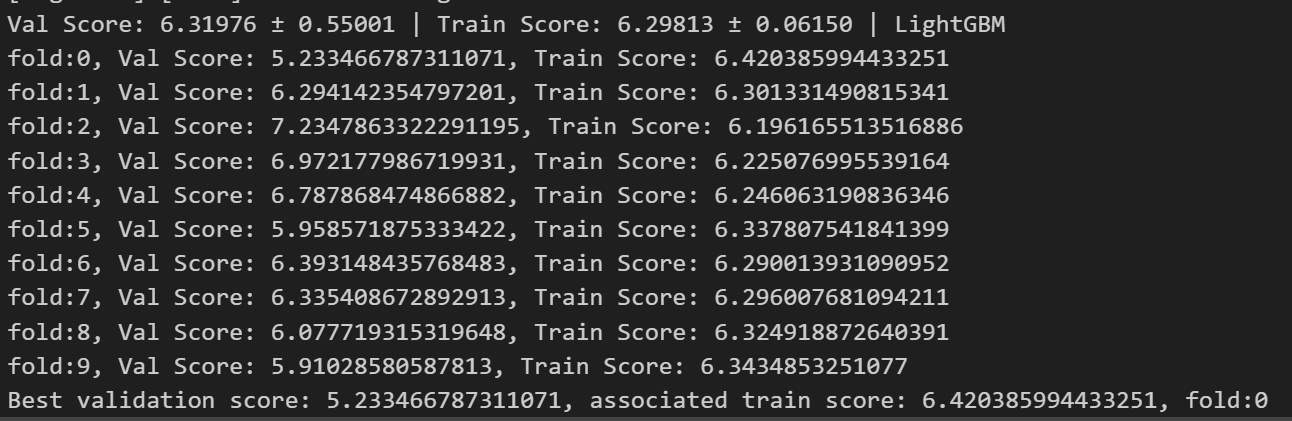 Val Score: 6.31976 ± 0.55001 | Train Score: 6.29813 ± 0.06150 | LightGBM
fold:0, Val Score: 5.233466787311071, Train Score: 6.420385994433251
fold:1, Val Score: 6.294142354797201, Train Score: 6.301331490815341
fold:2, Val Score: 7.2347863322291195, Train Score: 6.196165513516886
fold:3, Val Score: 6.972177986719931, Train Score: 6.225076995539164
fold:4, Val Score: 6.787868474866882, Train Score: 6.246063190836346
fold:5, Val Score: 5.958571875333422, Train Score: 6.337807541841399
fold:6, Val Score: 6.393148435768483, Train Score: 6.290013931090952
fold:7, Val Score: 6.335408672892913, Train Score: 6.296007681094211
fold:8, Val Score: 6.077719315319648, Train Score: 6.324918872640391
fold:9, Val Score: 5.91028580587813, Train Score: 6.3434853251077
Best validation score: 5.233466787311071, associated train score: 6.420385994433251, fold:0